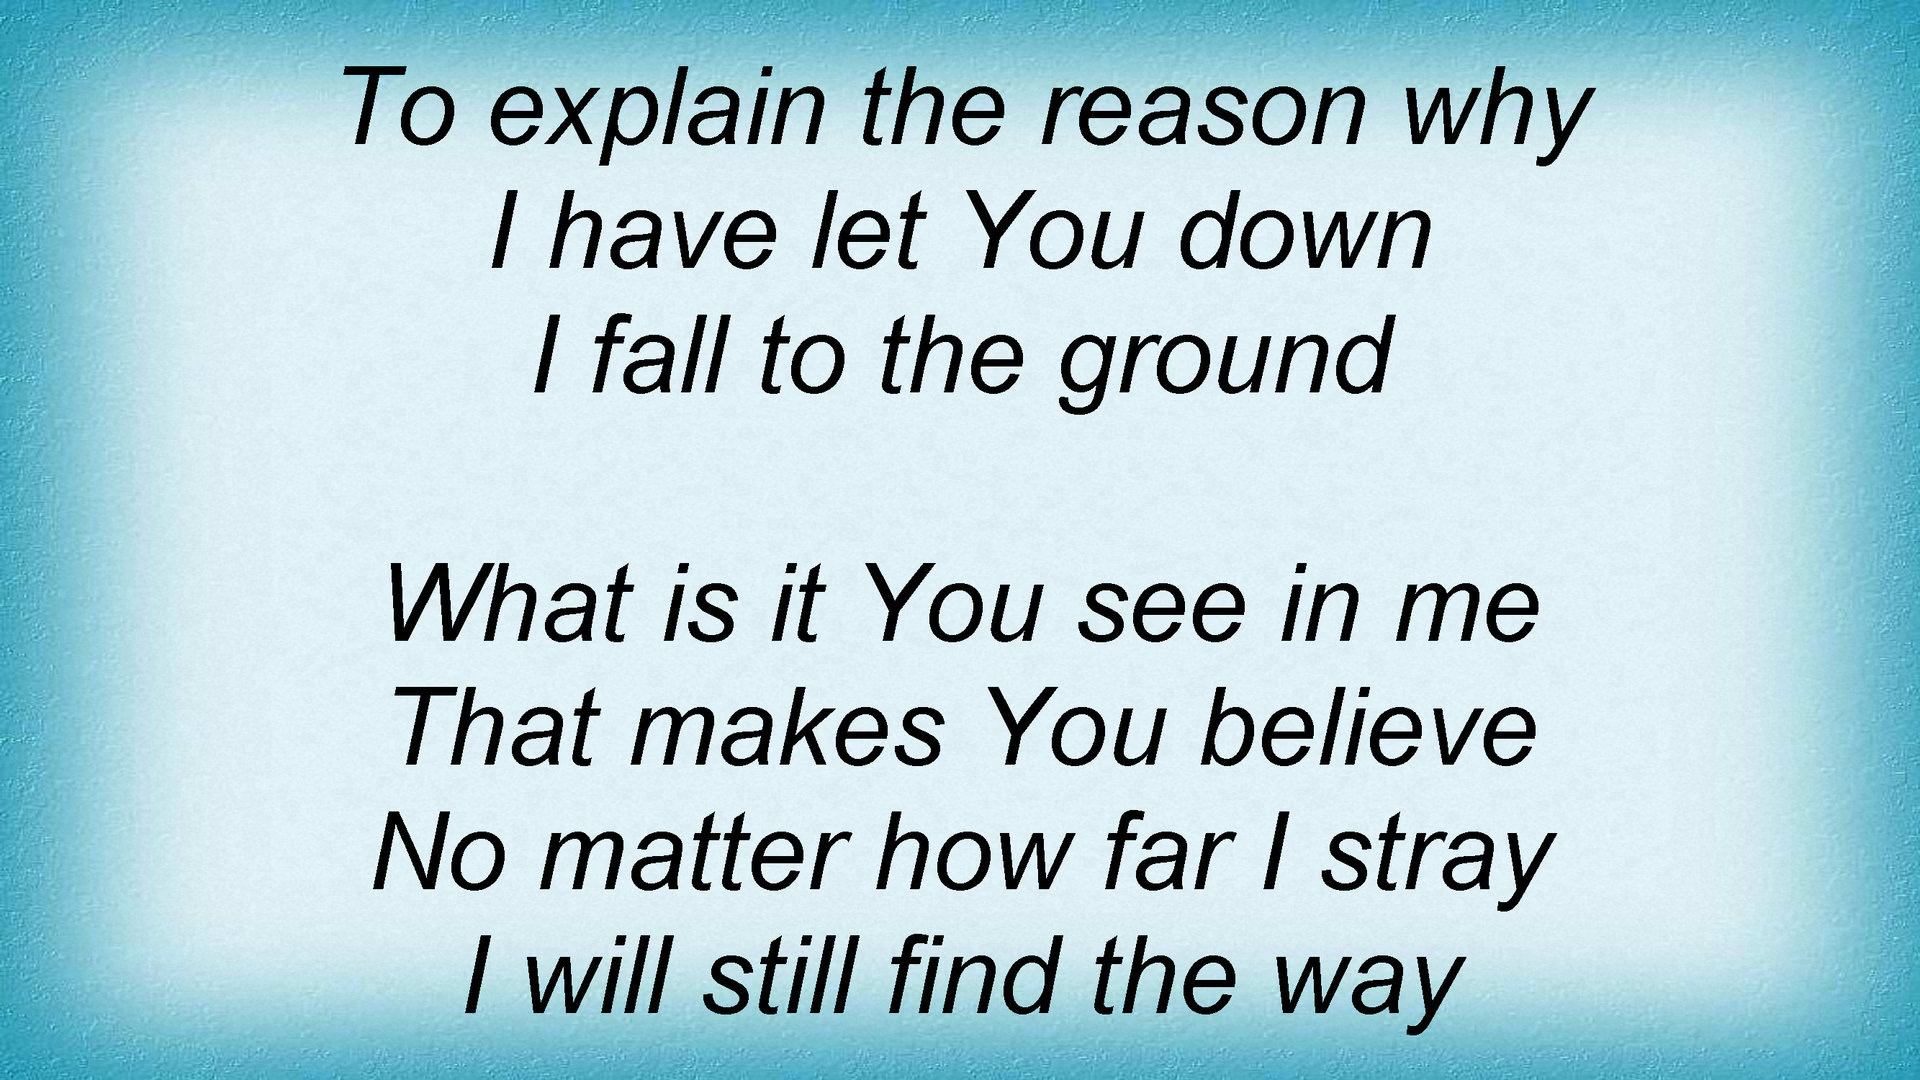 To explain the reason why
I have let You down
I fall to the ground
What is it You see in me
That makes You believe
No matter how far I stray
I will still find the way